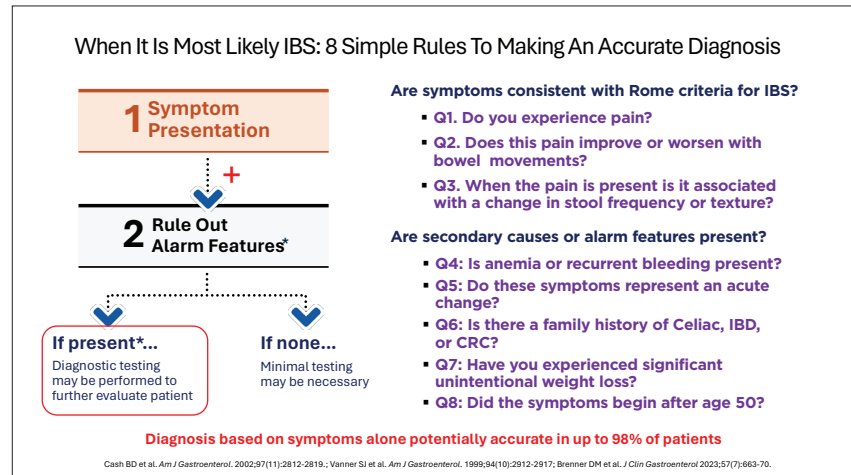 When It Is Most Likely IBS: 8 Simple Rules To Making An Accurate Diagnosis
1 Symptom
Presentation
+
2 Rule Out
Alarm Features*
If present*...
Diagnostic testing
may be performed to
further evaluate patient
If none...
Minimal testing
may be necessary
Are symptoms consistent with Rome criteria for IBS?
▪ Q1. Do you experience pain?
▪ Q2. Does this pain improve or worsen with
bowel movements?
▪ Q3. When the pain is present is it associated
with a change in stool frequency or texture?
Are secondary causes or alarm features present?
▪ Q4: Is anemia or recurrent bleeding present?
▪ Q5: Do these symptoms represent an acute
change?
▪ Q6: Is there a family history of Celiac, IBD,
or CRC?
▪ Q7: Have you experienced significant
unintentional weight loss?
▪ Q8: Did the symptoms begin after age 50?
Diagnosis based on symptoms alone potentially accurate in up to 98% of patients
Cash BD et al. Am J Gastroenterol. 2002;97(11):2812-2819.; Vanner SJ et al. Am J Gastroenterol. 1999;94(10):2912-2917; Brenner DM et al. J Clin Gastroenterol 2023;57(7):663-70.